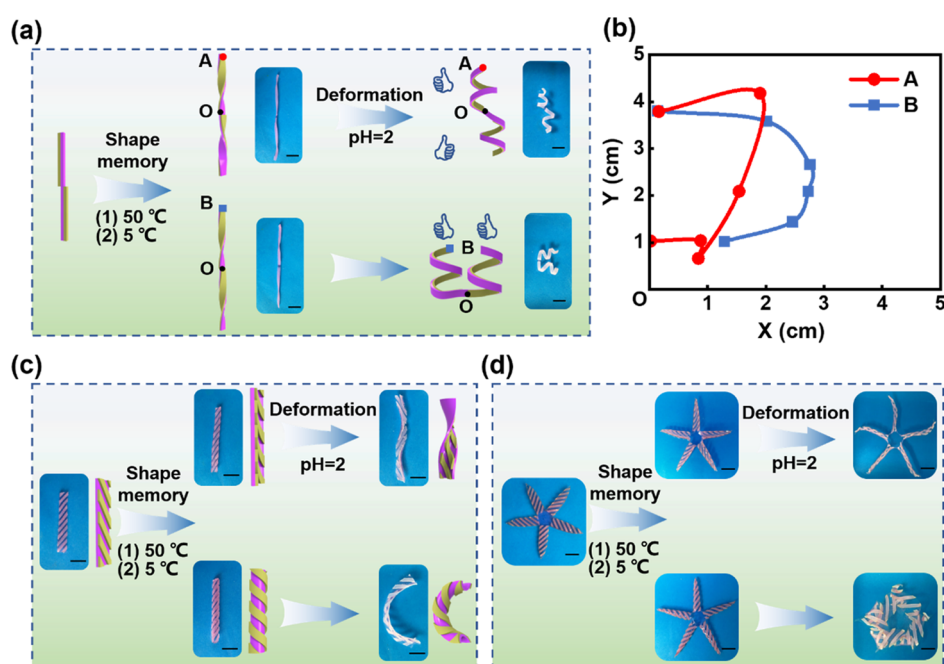 (a)
A
O
Shape
memory
(1) 50 ℃
(2) 5 ℃
Deformation
pH=2
A
O
B
O
B
O
(b)
5
4
3
2
1
O
1
2
3
4
5
Y (cm)
X (cm)
A
B
(c)
Shape
memory
(1) 50 ℃
(2) 5 ℃
Deformation
pH=2
(d)
Shape
memory
(1) 50 ℃
(2) 5 ℃
Deformation
pH=2